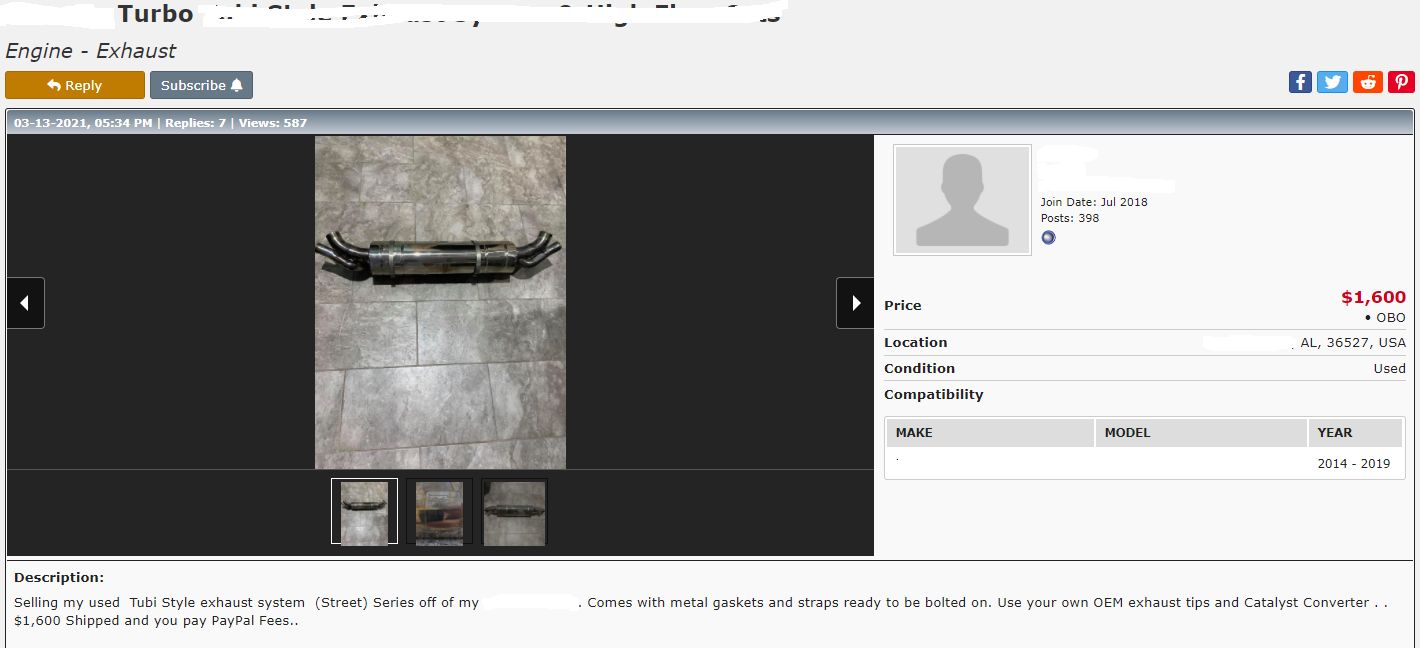 Turbo
Engine - Exhaust
Reply
Subscribe
03-13-2021, 05:34 PM | Replies: 7 | Views: 587
Join Date: Jul 2018
Posts: 398
Price
$1,600
• OBO
Location AL, 36527, USA
Condition Used
Compatibility
MAKE MODEL YEAR
2014 - 2019
Description:
Selling my used Tubi Style exhaust system (Street) Series off of my . Comes with metal gaskets and straps ready to be bolted on. Use your own OEM exhaust tips and Catalyst Converter . .
$1,600 Shipped and you pay PayPal Fees..